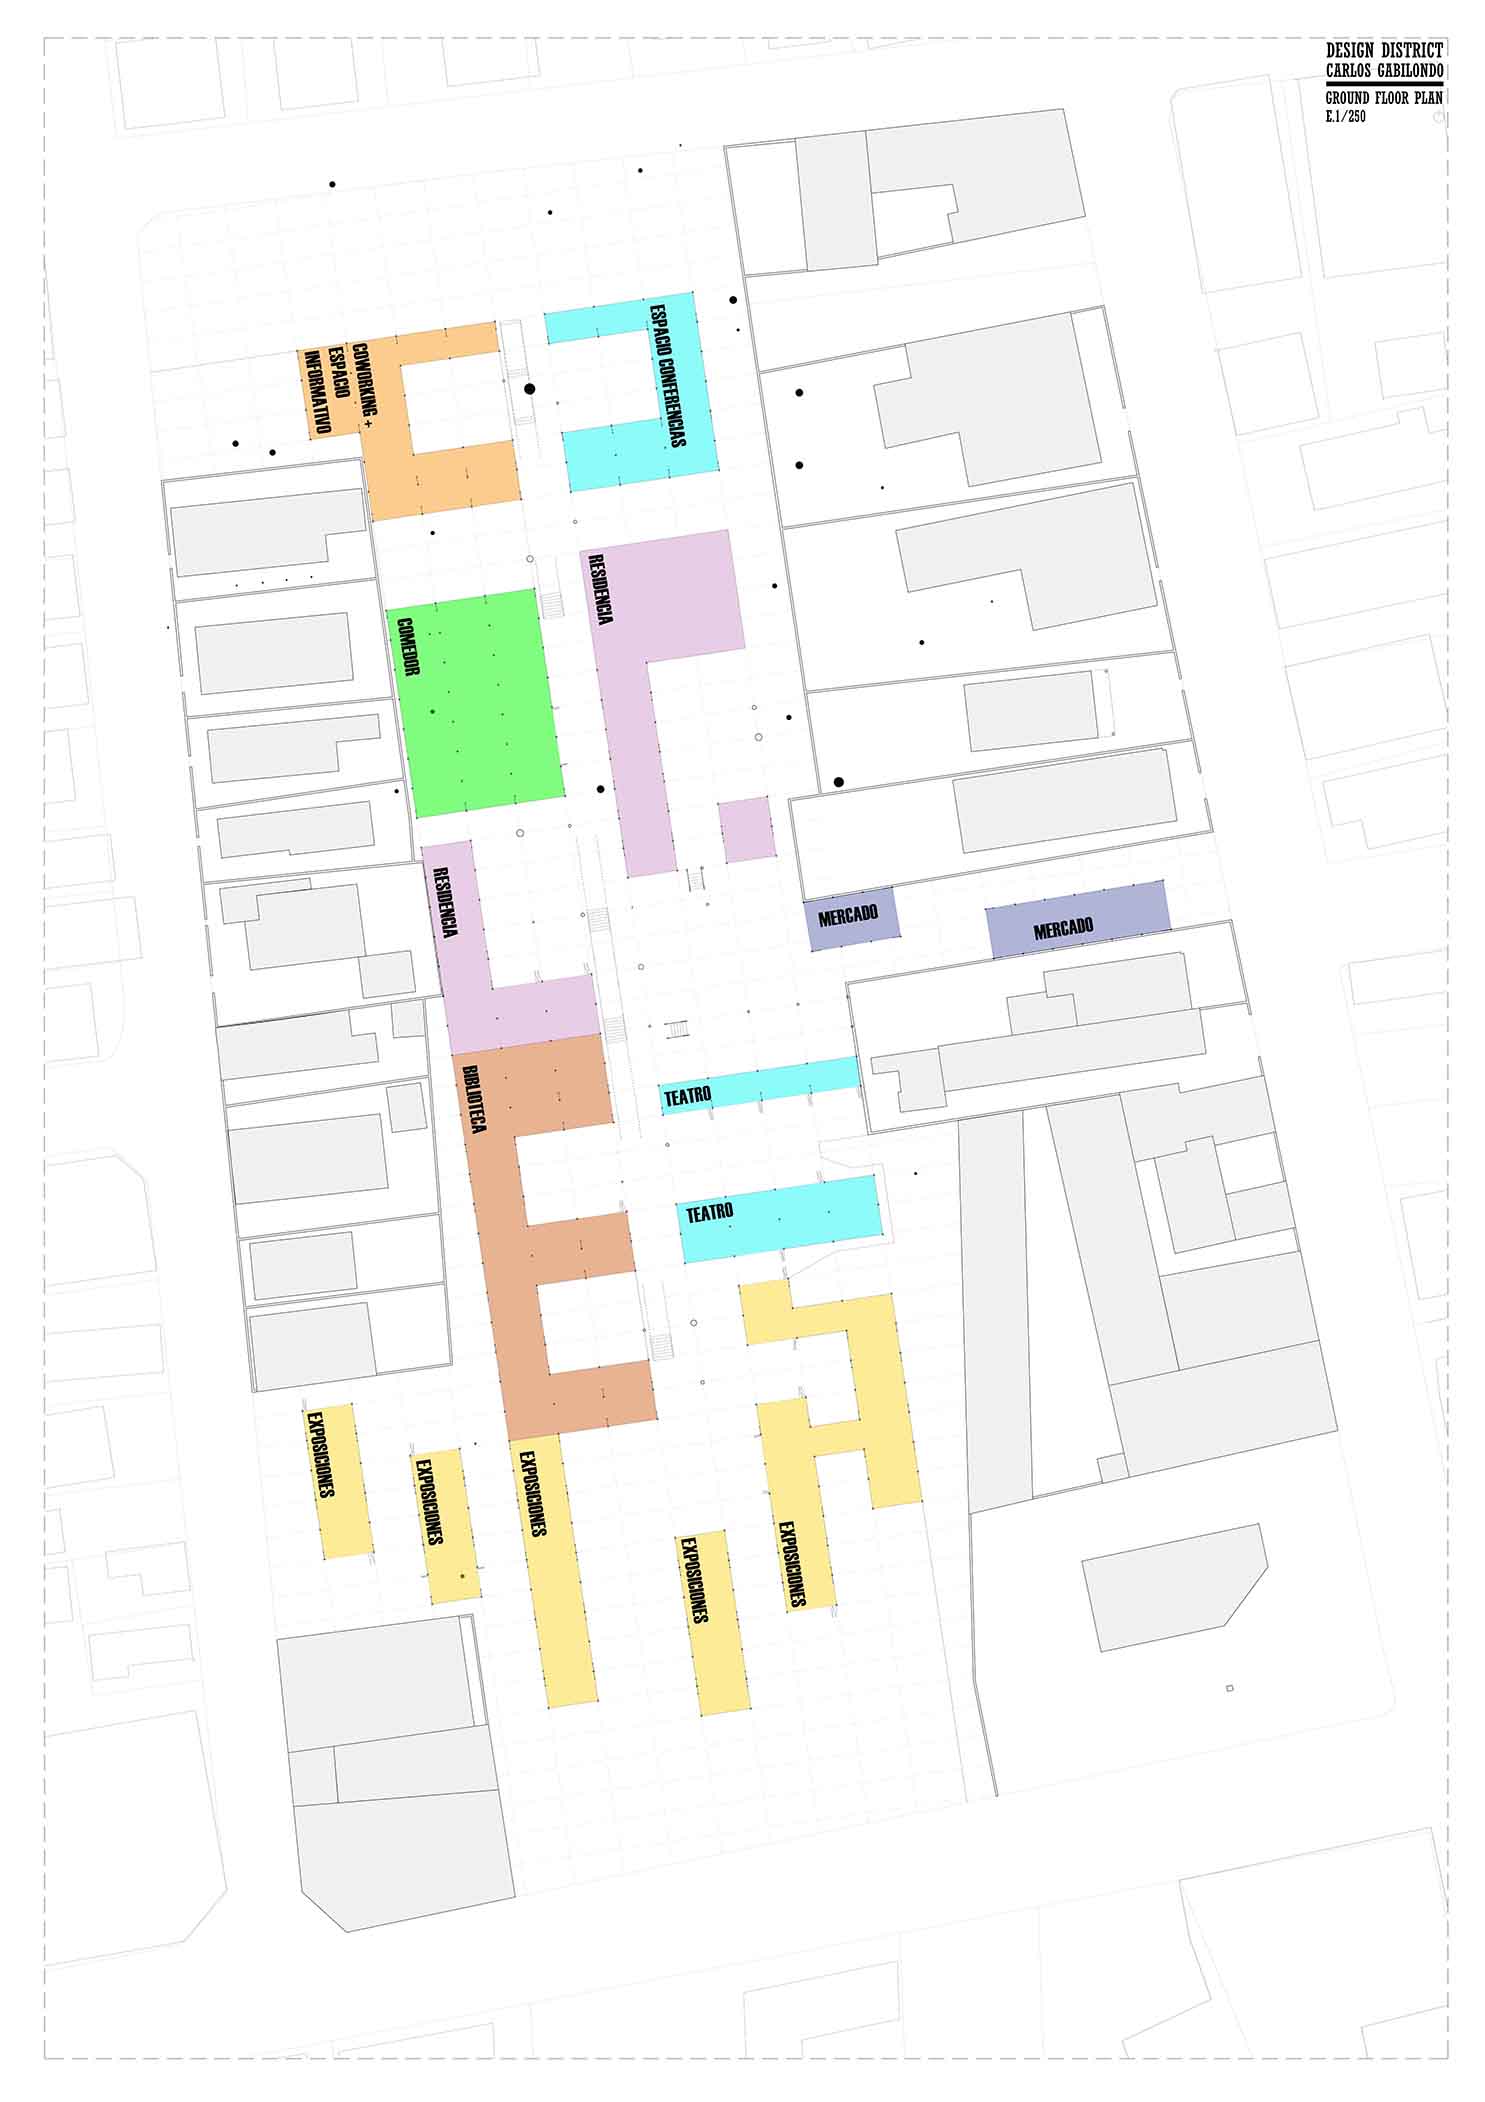 DESIGN DISTRICT
CARLOS GABILONDO
GROUND FLOOR PLAN
E.1/250
ESPACIO CONFERENCIAS
COWORKING +
ESPACIO
INFORMATIVO
RESIDENCIA
COMEDOR
RESIDENCIA
MERCADO
MERCADO
BIBLIOTECA
TEATRO
TEATRO
EXPOSICIONES
EXPOSICIONES
EXPOSICIONES
EXPOSICIONES
EXPOSICIONES